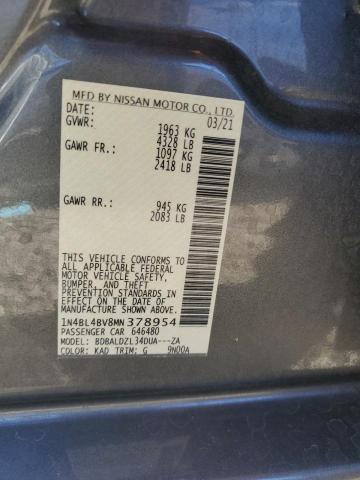 MFD BY NISSAN MOTOR CO., LTD.
DATE: 03/21
GVWR: 1963 KG
4328 LB
GAWR FR: 1097 KG
2418 LB
GAWR RR: 945 KG
2083 LB
THIS VEHICLE CONFORMS TO
ALL APPLICABLE FEDERAL
MOTOR VEHICLE SAFETY,
BUMPER, AND THEFT
PREVENTION STANDARDS IN
EFFECT ON THE DATE OF
MANUFACTURE SHOWN ABOVE.
1N4BL4BV8MN378954
PASSENGER CAR 646480
MODEL: BDBALDZL34DUA---ZA
COLOR: KAD TRIM: G 9N00A